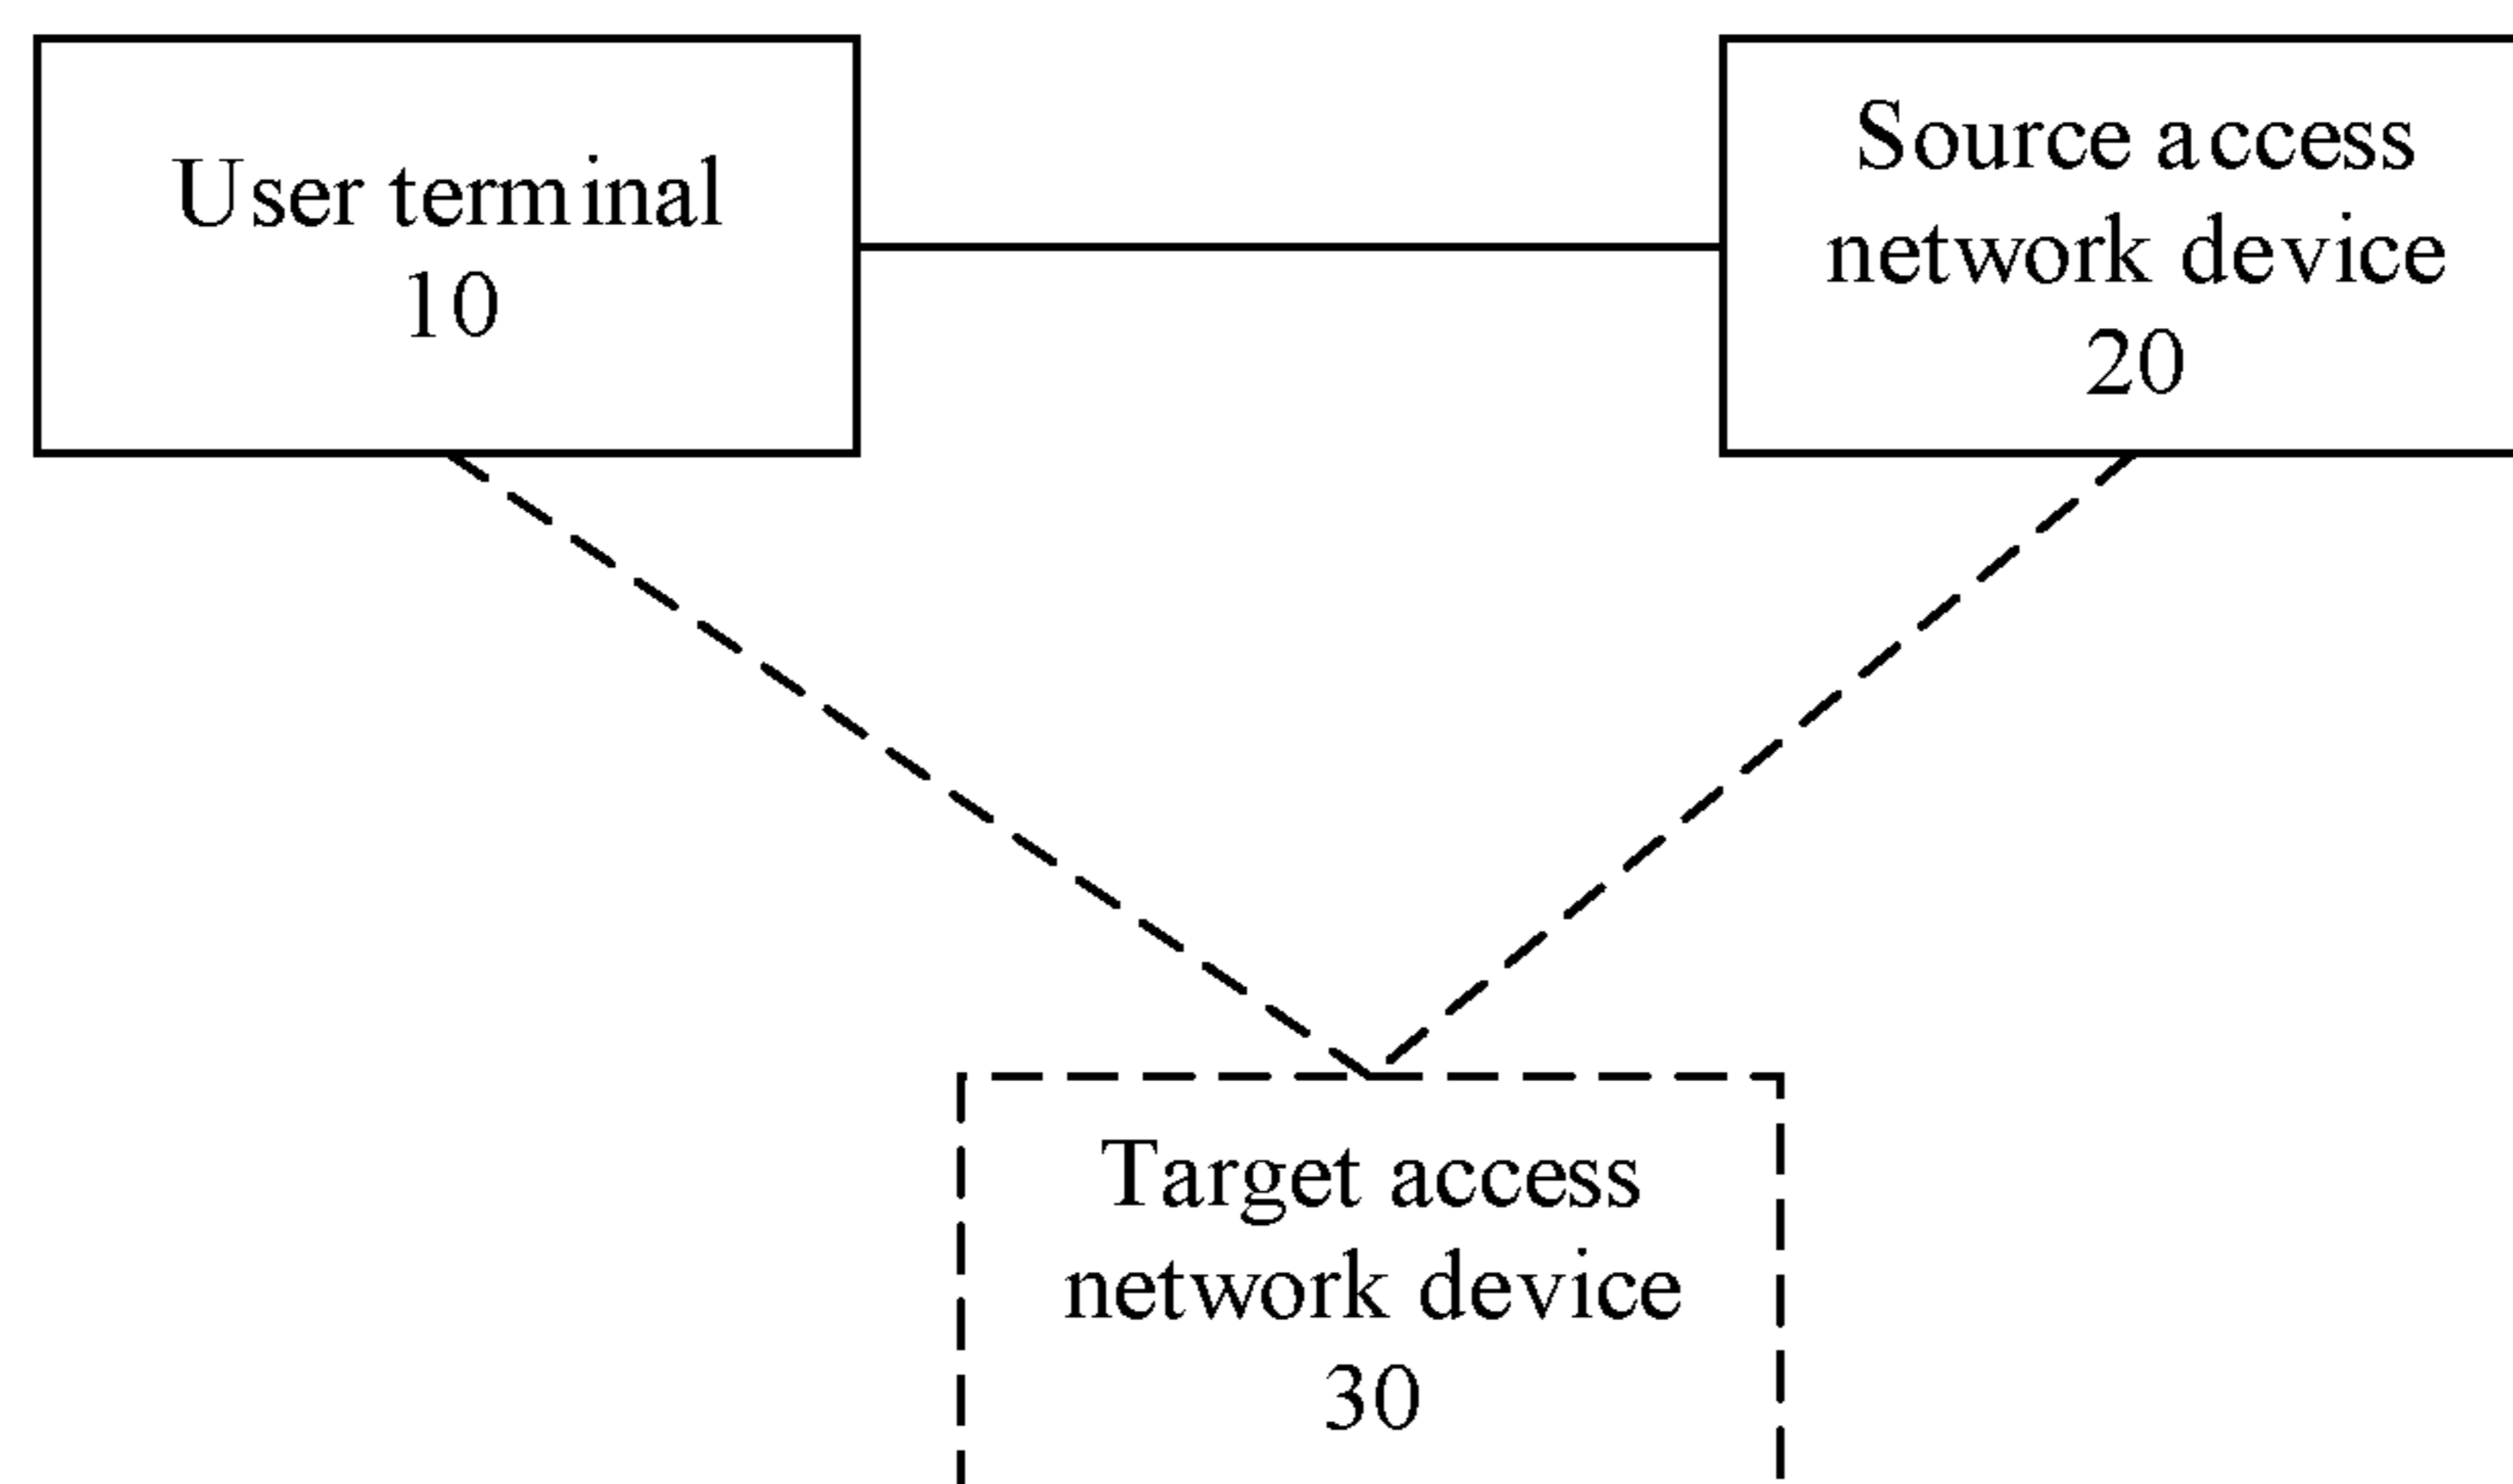 User terminal
10
Source access
network device
20
Target access
network device
30